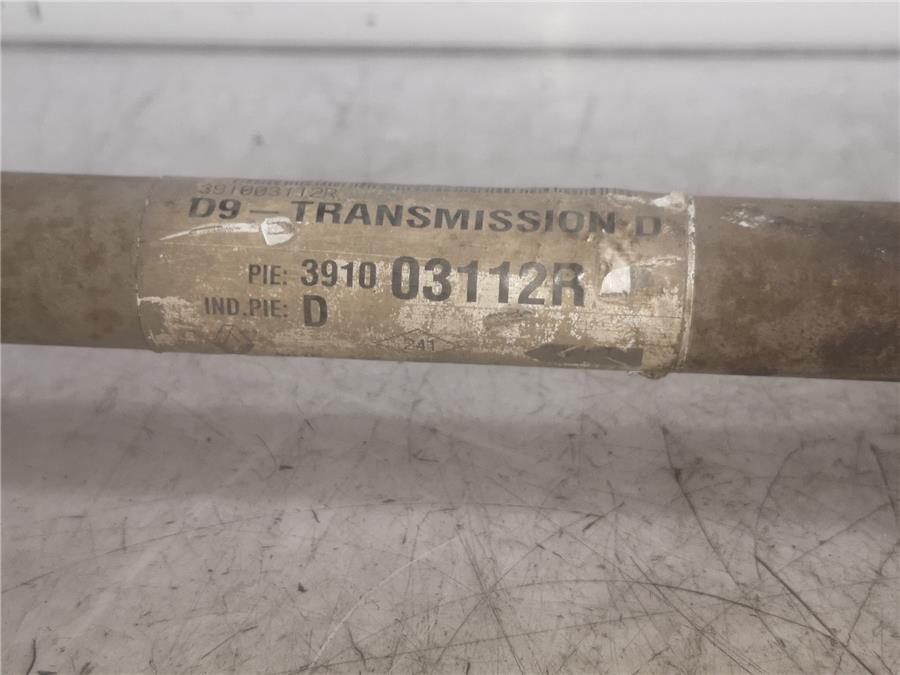 391003112R
D9 - TRANSMISSION D
PIE: 3910 03112R
IND.PIE: D
241